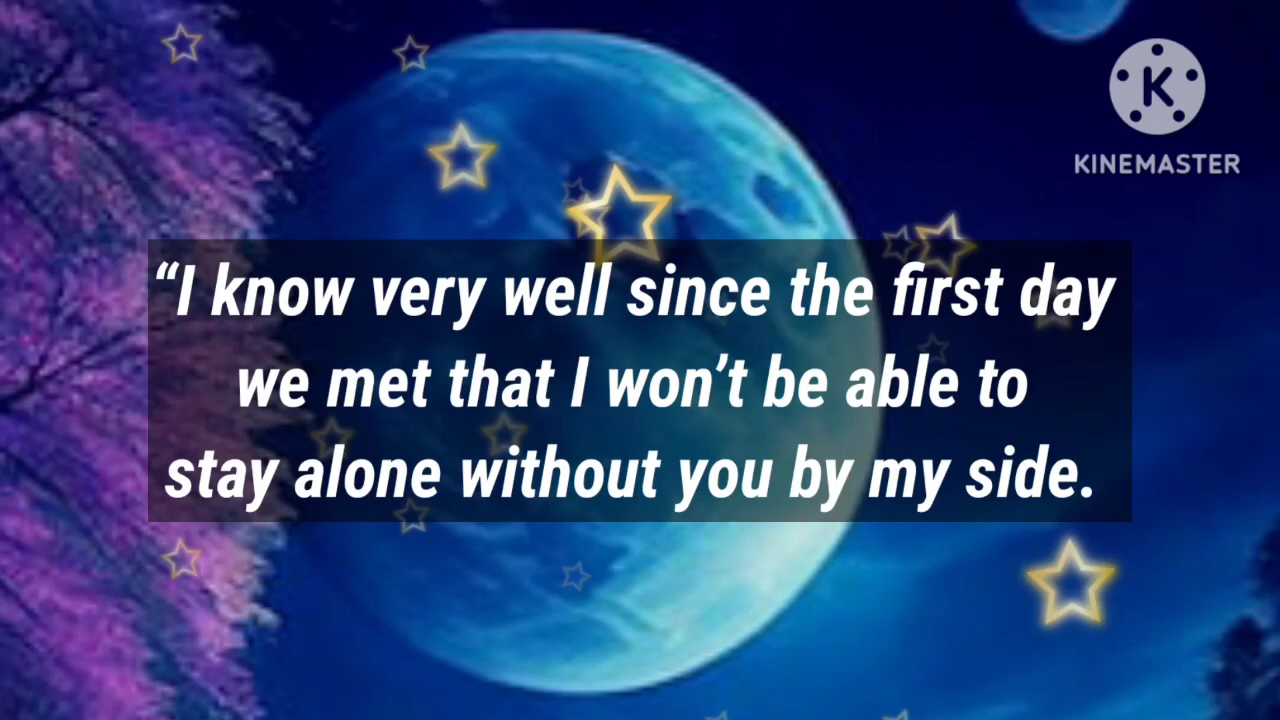 KINEMASTER
“I know very well since the first day
we met that I won’t be able to
stay alone without you by my side.